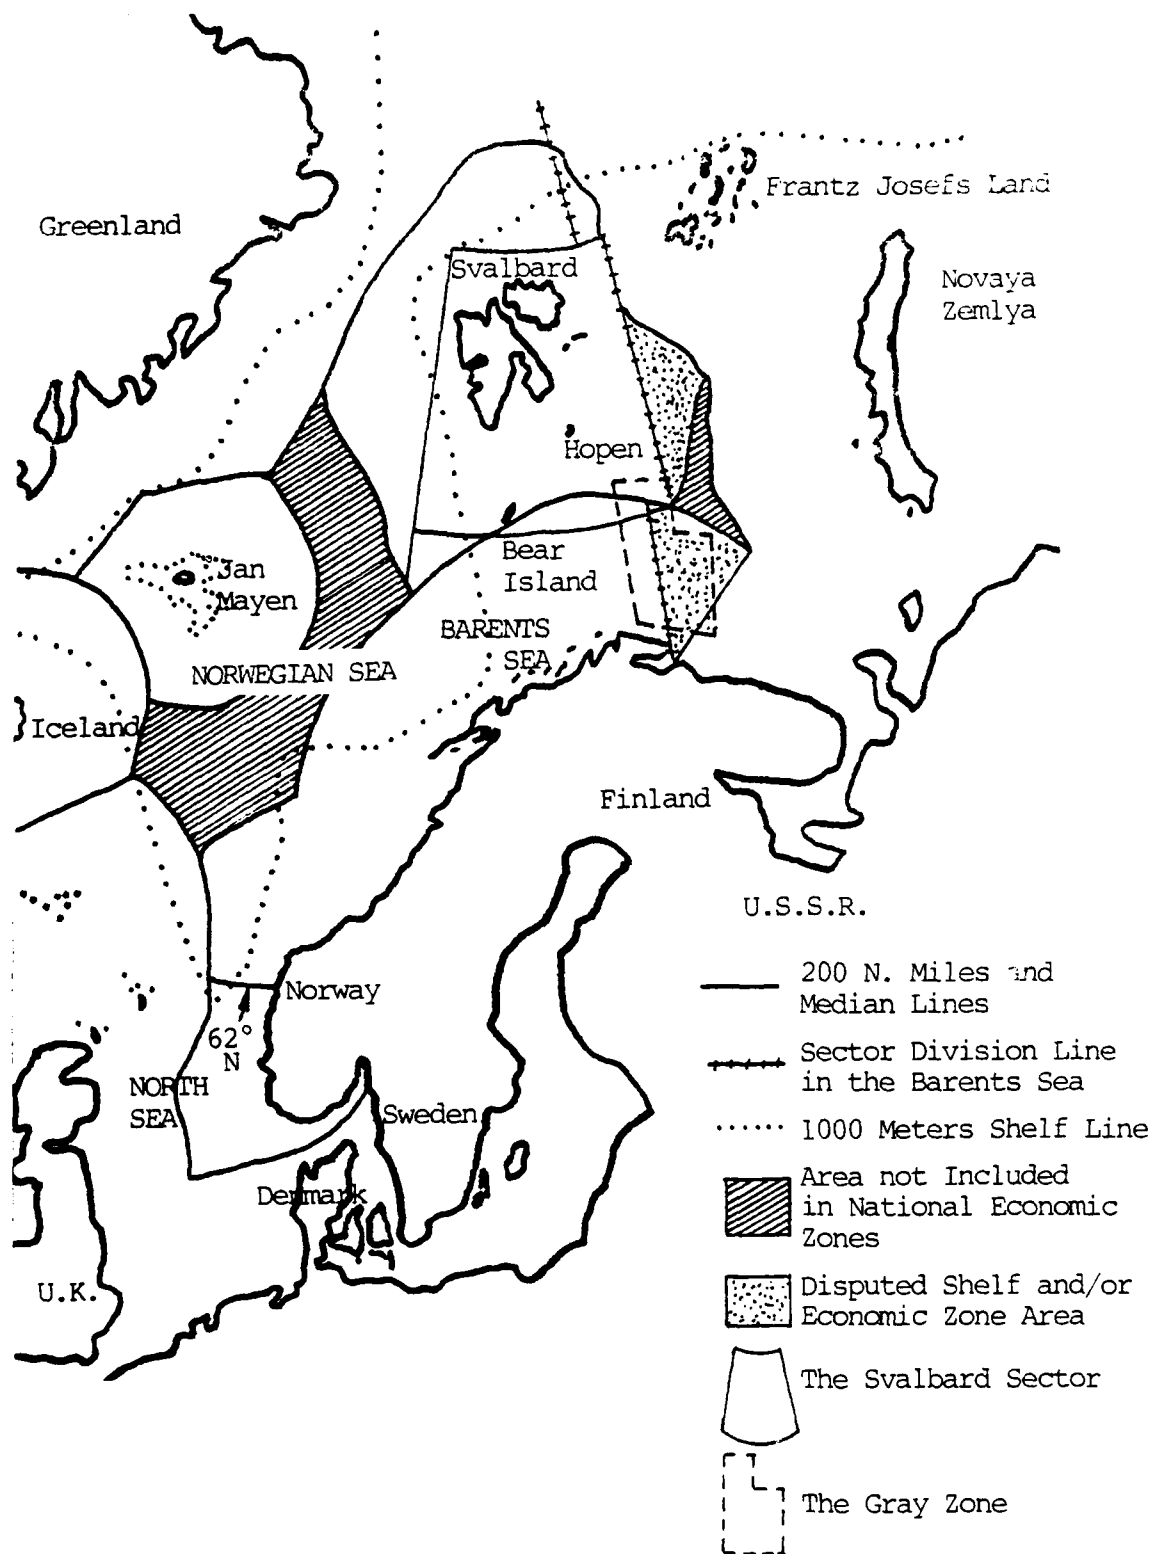 Frantz Josefs Land
Greenland
Svalbard
Novaya
Zemlya
Hopen
Bear
Island
Jan
Mayen
BARENTS
SEA
NORWEGIAN SEA
Iceland
Finland
U.S.S.R.
Norway
62°
N
NORTH
SEA
Sweden
Denmark
U.K.
200 N. Miles and
Median Lines
Sector Division Line
in the Barents Sea
1000 Meters Shelf Line
Area not Included
in National Economic
Zones
Disputed Shelf and/or
Economic Zone Area
The Svalbard Sector
The Gray Zone